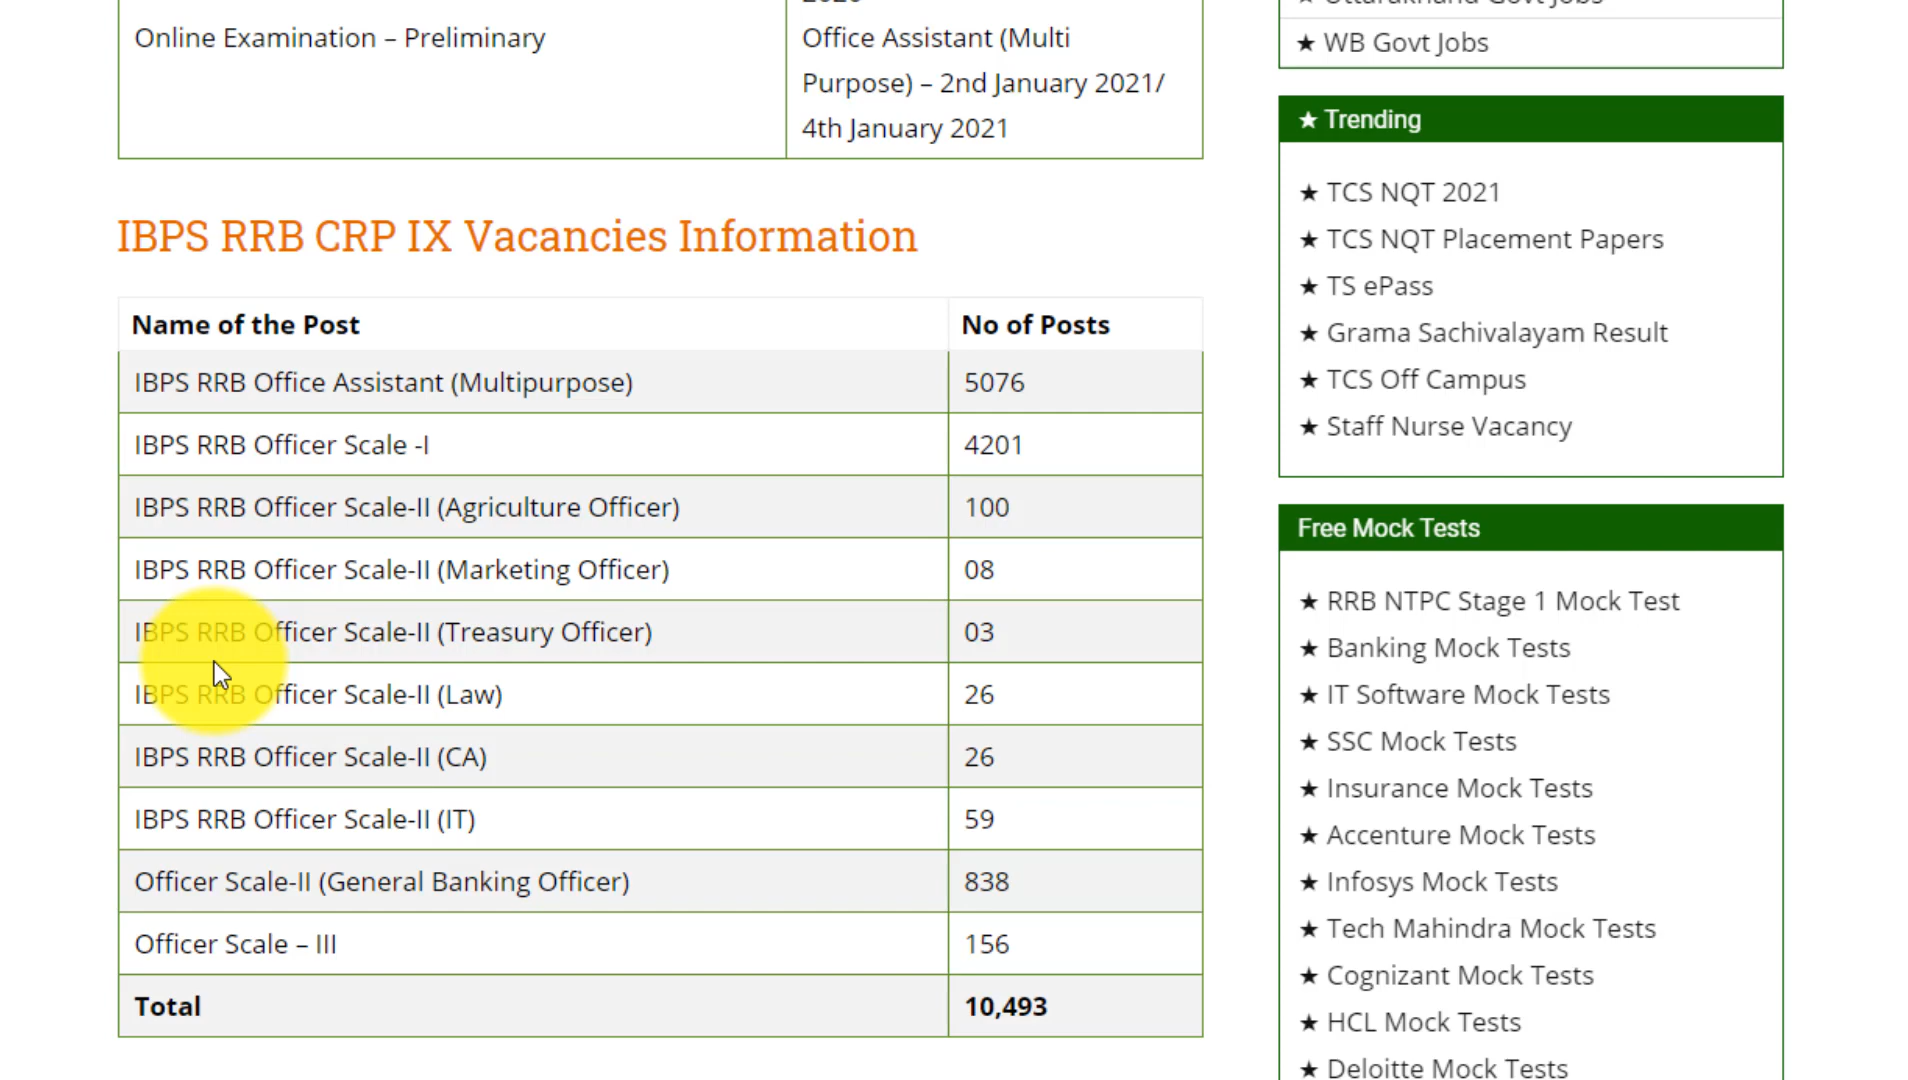 Online Examination – Preliminary
Office Assistant (Multi
Purpose) – 2nd January 2021/
4th January 2021
IBPS RRB CRP IX Vacancies Information
Name of the Post No of Posts
IBPS RRB Office Assistant (Multipurpose) 5076
IBPS RRB Officer Scale -I 4201
IBPS RRB Officer Scale-II (Agriculture Officer) 100
IBPS RRB Officer Scale-II (Marketing Officer) 08
IBPS RRB Officer Scale-II (Treasury Officer) 03
IBPS RRB Officer Scale-II (Law) 26
IBPS RRB Officer Scale-II (CA) 26
IBPS RRB Officer Scale-II (IT) 59
Officer Scale-II (General Banking Officer) 838
Officer Scale – III 156
Total 10,493
★ WB Govt Jobs
★ Trending
★ TCS NQT 2021
★ TCS NQT Placement Papers
★ TS ePass
★ Grama Sachivalayam Result
★ TCS Off Campus
★ Staff Nurse Vacancy
Free Mock Tests
★ RRB NTPC Stage 1 Mock Test
★ Banking Mock Tests
★ IT Software Mock Tests
★ SSC Mock Tests
★ Insurance Mock Tests
★ Accenture Mock Tests
★ Infosys Mock Tests
★ Tech Mahindra Mock Tests
★ Cognizant Mock Tests
★ HCL Mock Tests
★ Deloitte Mock Tests